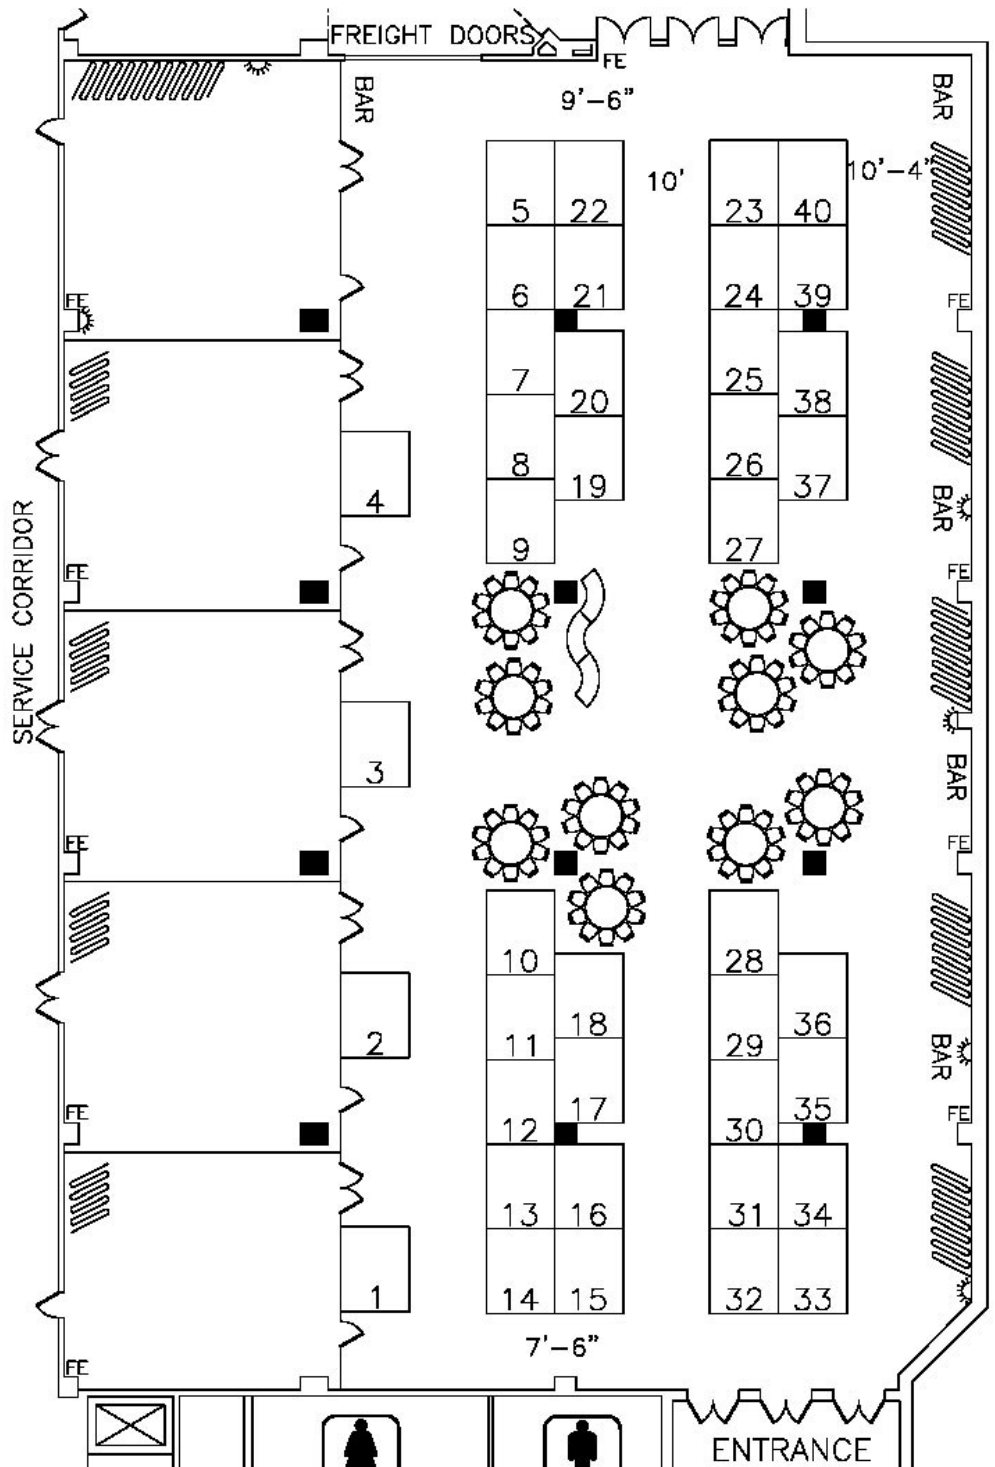 FREIGHT DOORS
FE
BAR
9'-6"
BAR
10'
10'-4'
5 22 23 40
6 21 24 39
FE
FE
7 20 25 38
8 19 26 37
4
BAR
SERVICE CORRIDOR
9 27
FE
FE
3
BAR
FE
FE
10 28
18 36
2
11 29
BAR
17 35
FE
FE
12 30
13 16 31 34
1
14 15 32 33
7'-6"
FE
ENTRANCE